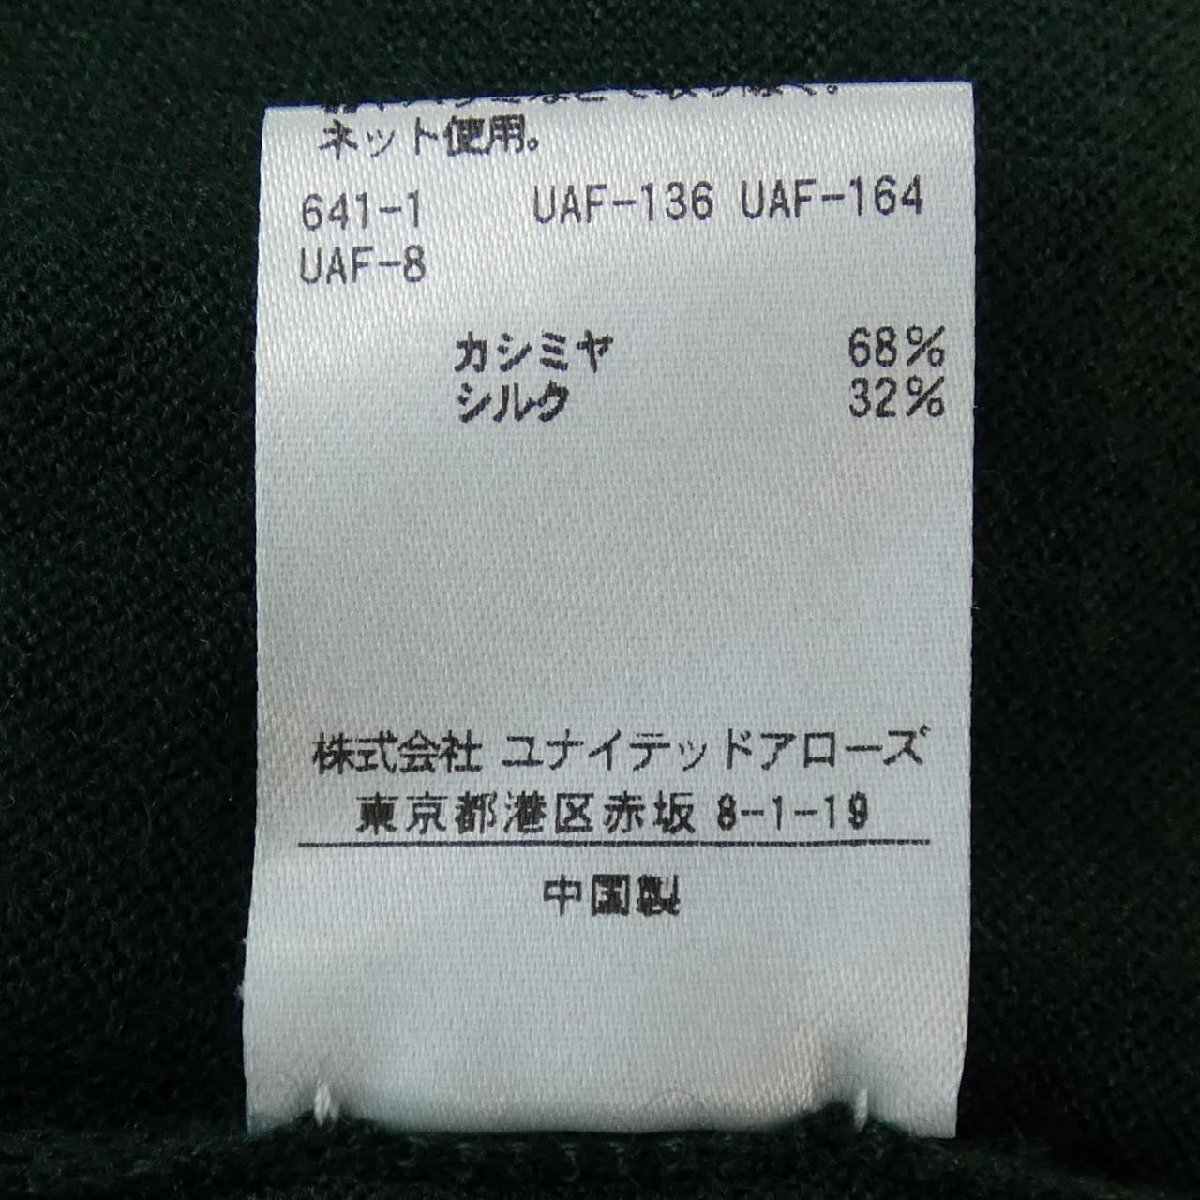 ネット使用。
641-1 UAF-136 UAF-164
UAF-8
カシミヤ 68%
シルク 32%
株式会社 ユナイテッドアローズ
東京都港区赤坂 8-1-19
中国製